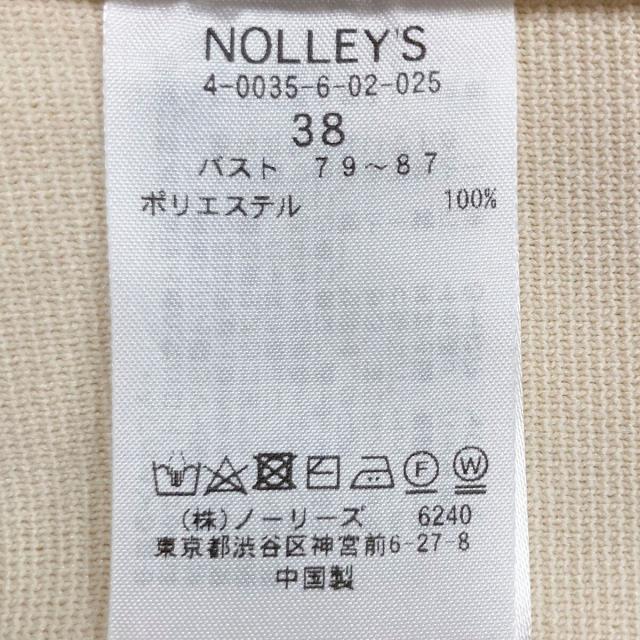 NOLLEY'S
4-0035-6-02-025
38
バスト 79～87
ポリエステル 100%
F W
(株)ノーリーズ 6240
東京都渋谷区神宮前6-27-8
中国製